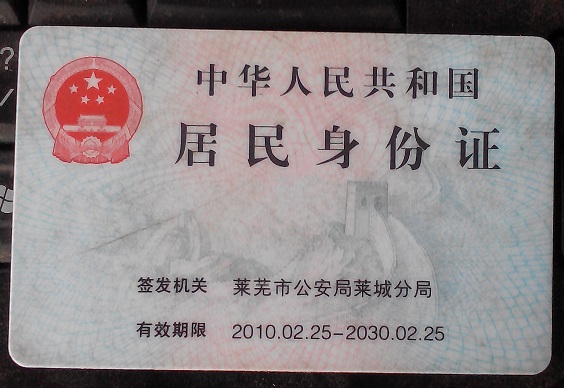 中华人民共和国
居民身份证
签发机关 莱芜市公安局莱城分局
有效期限 2010.02.25-2030.02.25
?
/